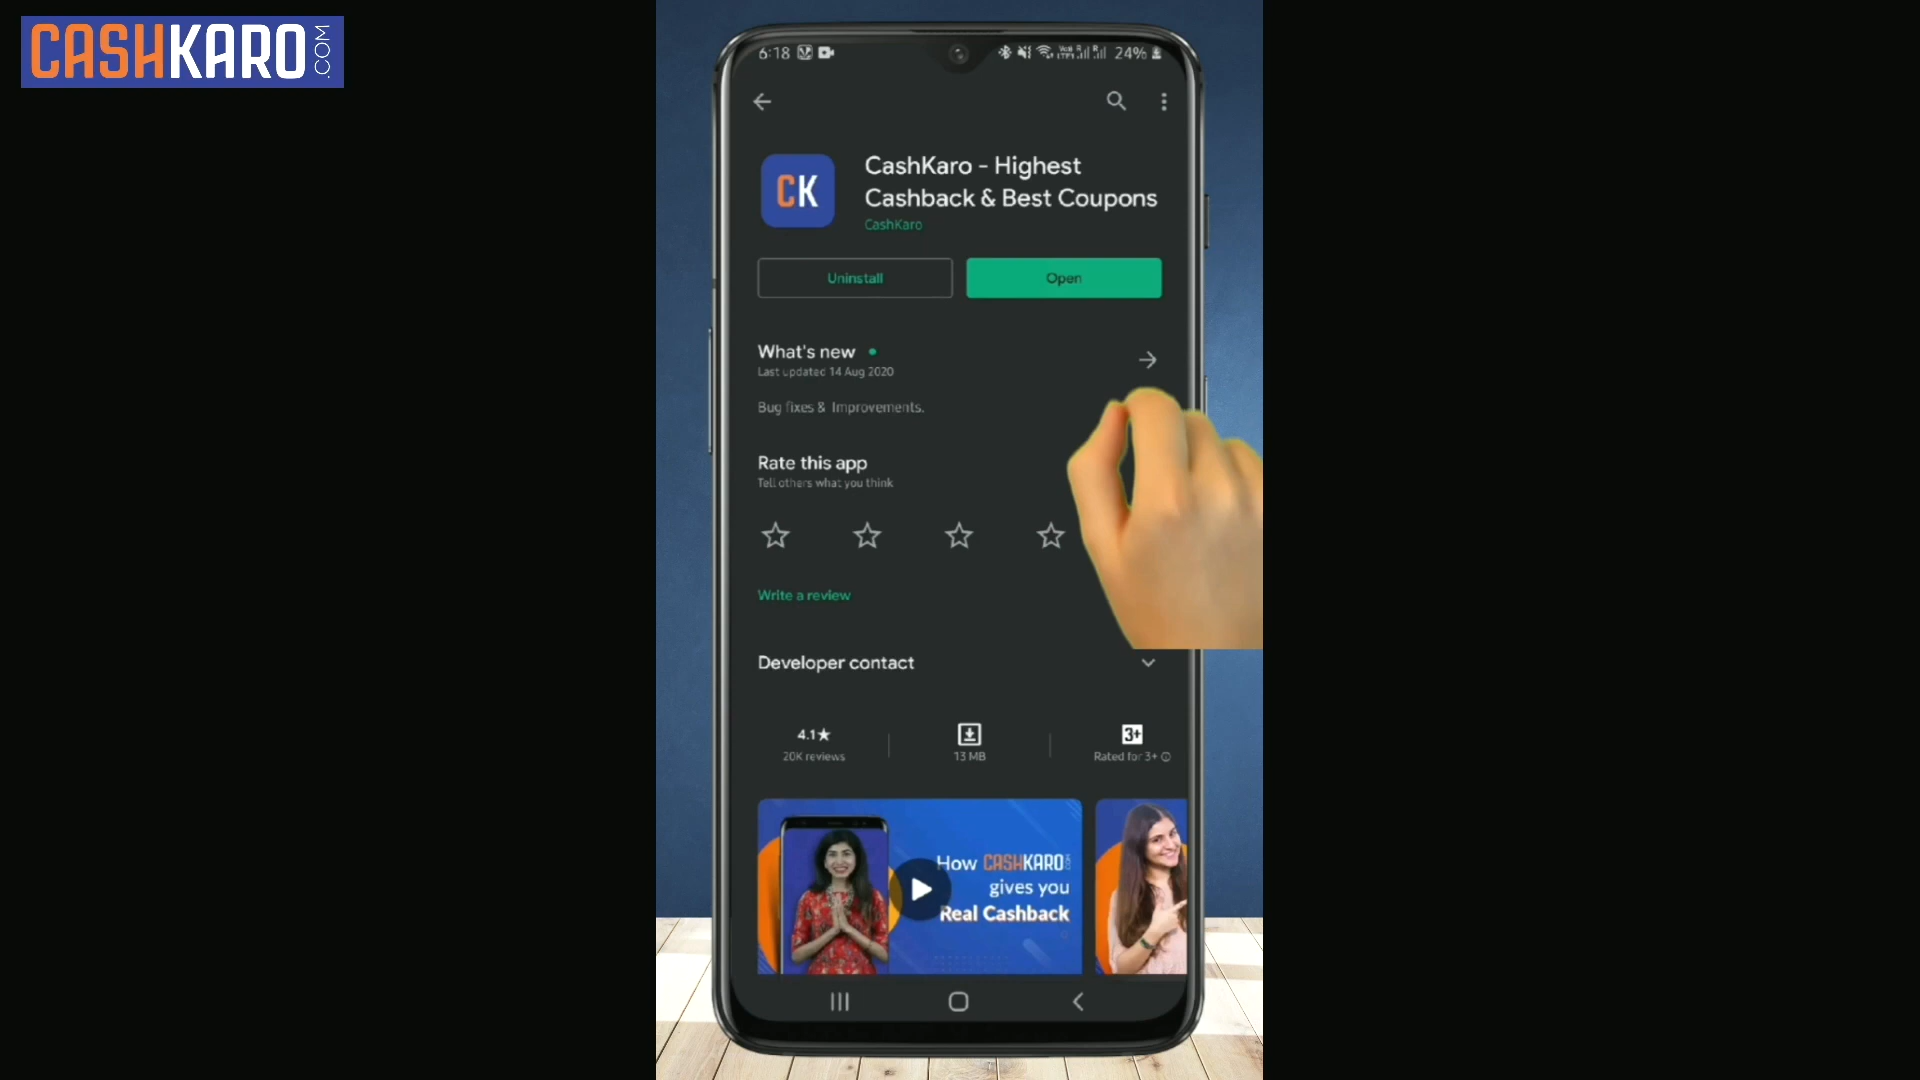 CASHKARO.COM
6:18
24%
CashKaro - Highest
Cashback & Best Coupons
CK
CashKaro
Uninstall
Open
What's new
Last updated 14 Aug 2020
Bug fixes & Improvements.
Rate this app
Tell others what you think
Write a review
Developer contact
4.1★
3+
20K reviews
13 MB
Rated for 3+
How CASHKARO.COM
gives you
Real Cashback